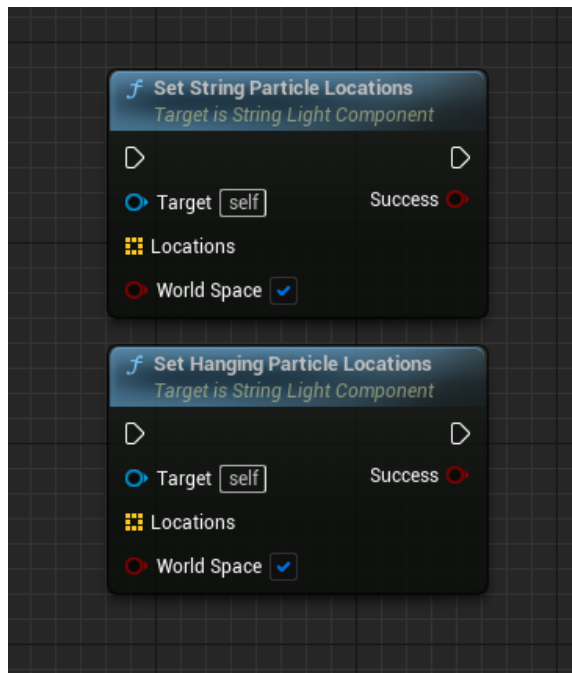 f Set String Particle Locations
Target is String Light Component
Target self
Success
Locations
World Space
f Set Hanging Particle Locations
Target is String Light Component
Target self
Success
Locations
World Space